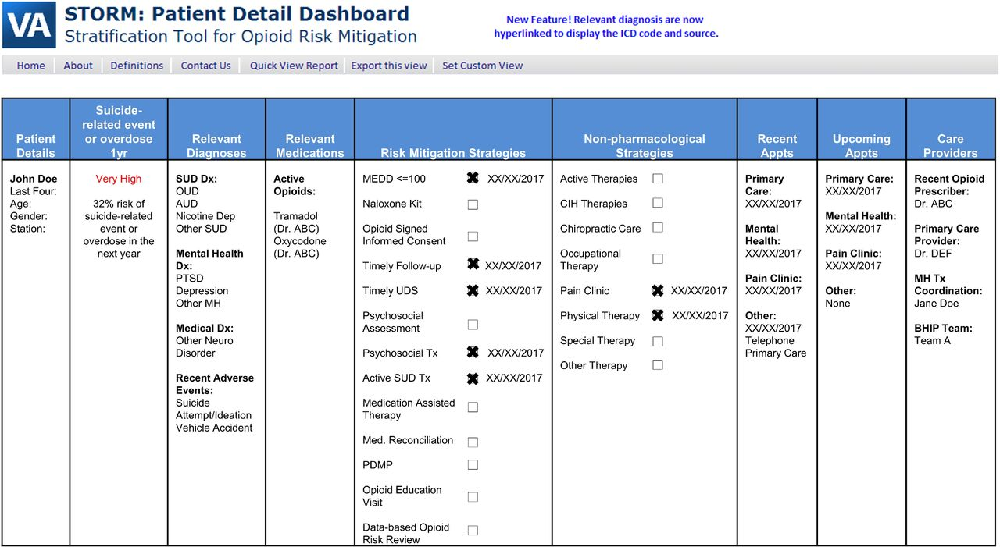 VA
STORM: Patient Detail Dashboard
Stratification Tool for Opioid Risk Mitigation
New Feature! Relevant diagnosis are now
hyperlinked to display the ICD code and source.
Home About Definitions Contact Us Quick View Report Export this view Set Custom View
Patient
Details
Suicide-
related event
or overdose
1yr
Relevant
Diagnoses
Relevant
Medications
Risk Mitigation Strategies
Non-pharmacological
Strategies
Recent
Appts
Upcoming
Appts
Care
Providers
John Doe
Last Four:
Age:
Gender:
Station:
Very High
32% risk of
suicide-related
event or
overdose in the
next year
SUD Dx:
OUD
AUD
Nicotine Dep
Other SUD
Mental Health
Dx:
PTSD
Depression
Other MH
Medical Dx:
Other Neuro
Disorder
Recent Adverse
Events:
Suicide
Attempt/Ideation
Vehicle Accident
Active
Opioids:
Tramadol
(Dr. ABC)
Oxycodone
(Dr. ABC)
MEDD <=100 XX/XX/2017
Naloxone Kit
Opioid Signed
Informed Consent
Timely Follow-up XX/XX/2017
Timely UDS XX/XX/2017
Psychosocial
Assessment
Psychosocial Tx XX/XX/2017
Active SUD Tx XX/XX/2017
Medication Assisted
Therapy
Med. Reconciliation
PDMP
Opioid Education
Visit
Data-based Opioid
Risk Review
Active Therapies
CIH Therapies
Chiropractic Care
Occupational
Therapy
Pain Clinic XX/XX/2017
Physical Therapy XX/XX/2017
Special Therapy
Other Therapy
Primary
Care:
XX/XX/2017
Mental
Health:
XX/XX/2017
Pain Clinic:
XX/XX/2017
Other:
XX/XX/2017
Telephone
Primary Care
Primary Care:
XX/XX/2017
Mental Health:
XX/XX/2017
Pain Clinic:
XX/XX/2017
Other:
None
Recent Opioid
Prescriber:
Dr. ABC
Primary Care
Provider:
Dr. DEF
MH Tx
Coordination:
Jane Doe
BHIP Team:
Team A